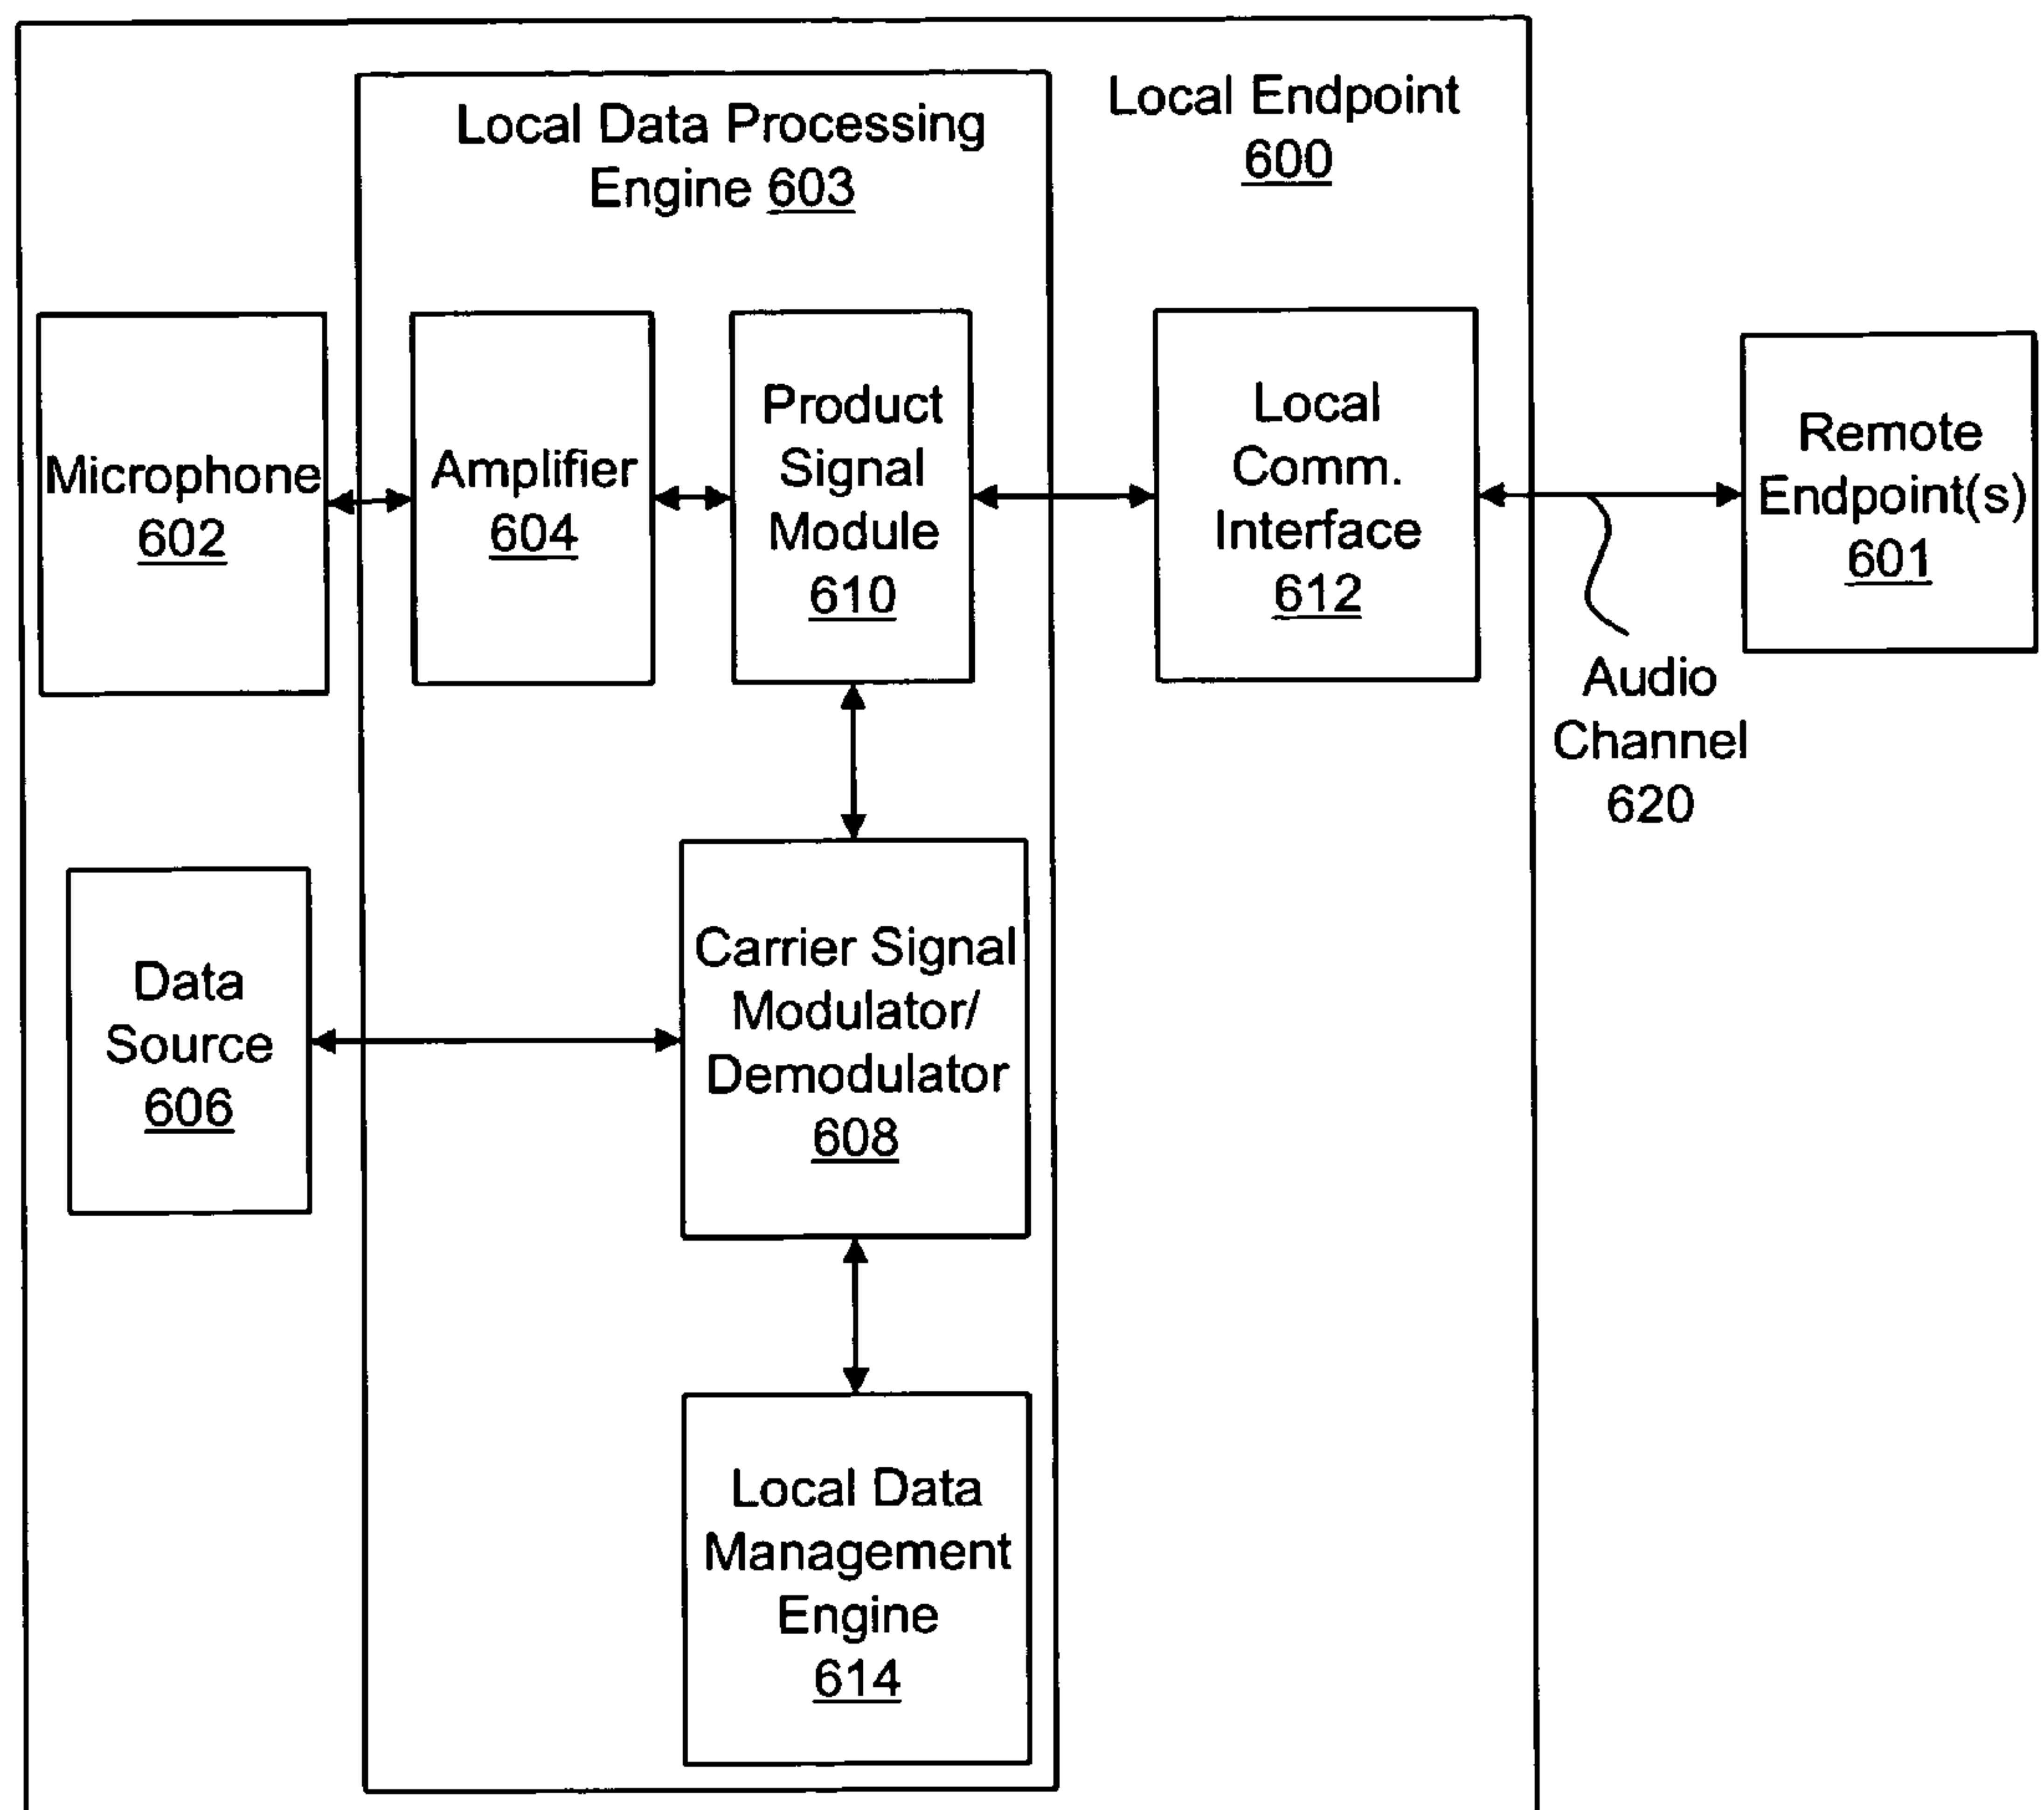 Local Data Processing
Engine 603
Local Endpoint
600
Microphone
602
Amplifier
604
Product
Signal
Module
610
Local
Comm.
Interface
612
Remote
Endpoint(s)
601
Audio
Channel
620
Data
Source
606
Carrier Signal
Modulator/
Demodulator
608
Local Data
Management
Engine
614